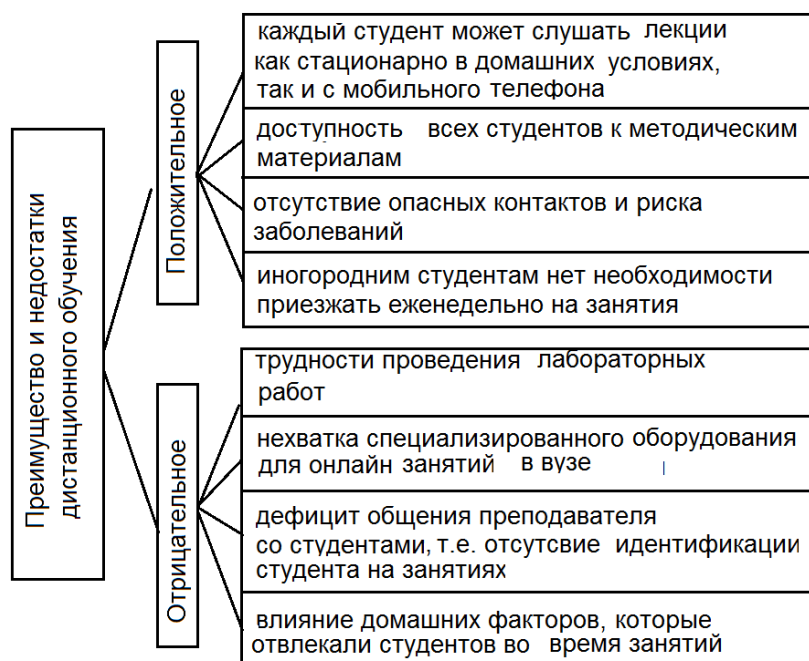 Преимущество и недостатки
дистанционного обучения
Положительное
каждый студент может слушать лекции
как стационарно в домашних условиях,
так и с мобильного телефона
доступность всех студентов к методическим
материалам
отсутствие опасных контактов и риска
заболеваний
иногородним студентам нет необходимости
приезжать еженедельно на занятия
Отрицательное
трудности проведения лабораторных
работ
нехватка специализированного оборудования
для онлайн занятий в вузе
дефицит общения преподавателя
со студентами, т.е. отсутсвие идентификации
студента на занятиях
влияние домашних факторов, которые
отвлекали студентов во время занятий